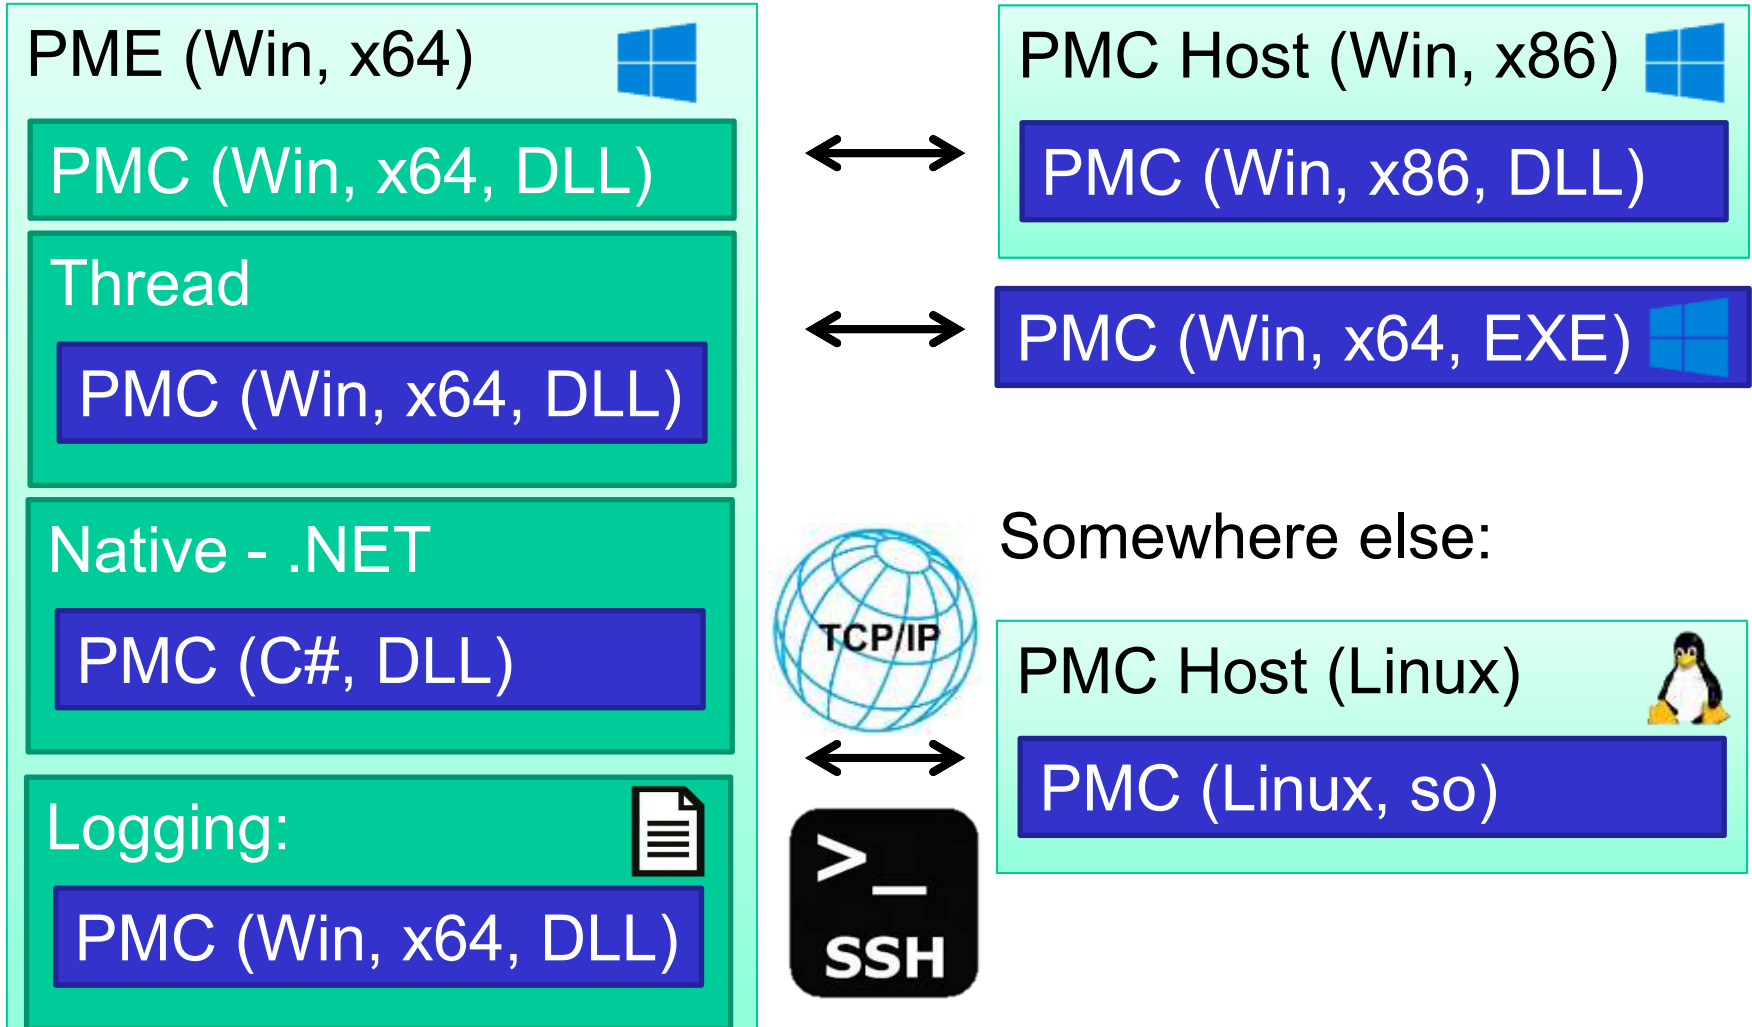 PME (Win, x64)
PMC (Win, x64, DLL)
Thread
PMC (Win, x64, DLL)
Native - .NET
PMC (C#, DLL)
Logging:
PMC (Win, x64, DLL)
TCP/IP
>_
SSH
PMC Host (Win, x86)
PMC (Win, x86, DLL)
PMC (Win, x64, EXE)
Somewhere else:
PMC Host (Linux)
PMC (Linux, so)